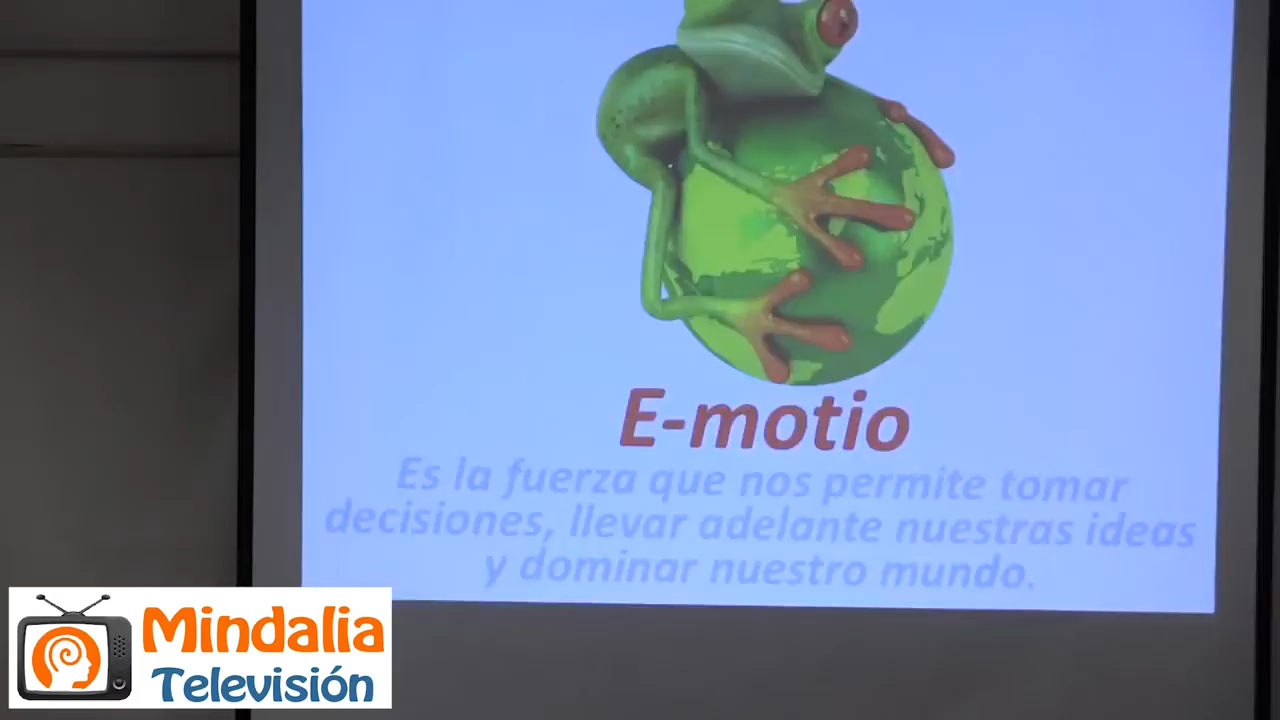 E-motio
Es la fuerza que nos permite tomar
decisiones, llevar adelante nuestras ideas
y dominar nuestro mundo.
Mindalia
Televisión